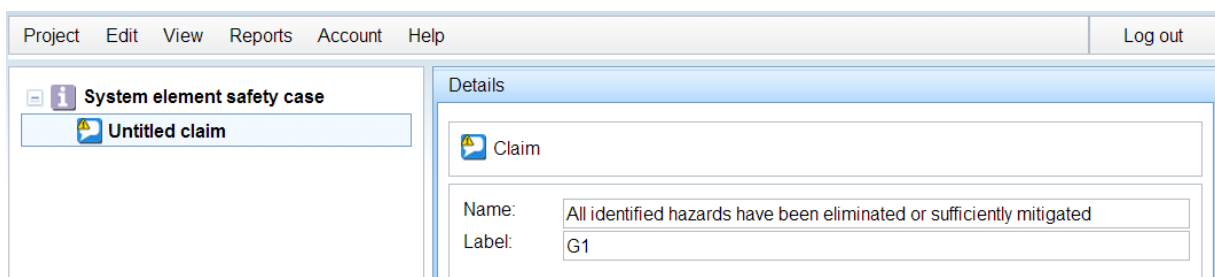 Project Edit View Reports Account Help Log out
System element safety case
Untitled claim
Details
Claim
Name: All identified hazards have been eliminated or sufficiently mitigated
Label: G1